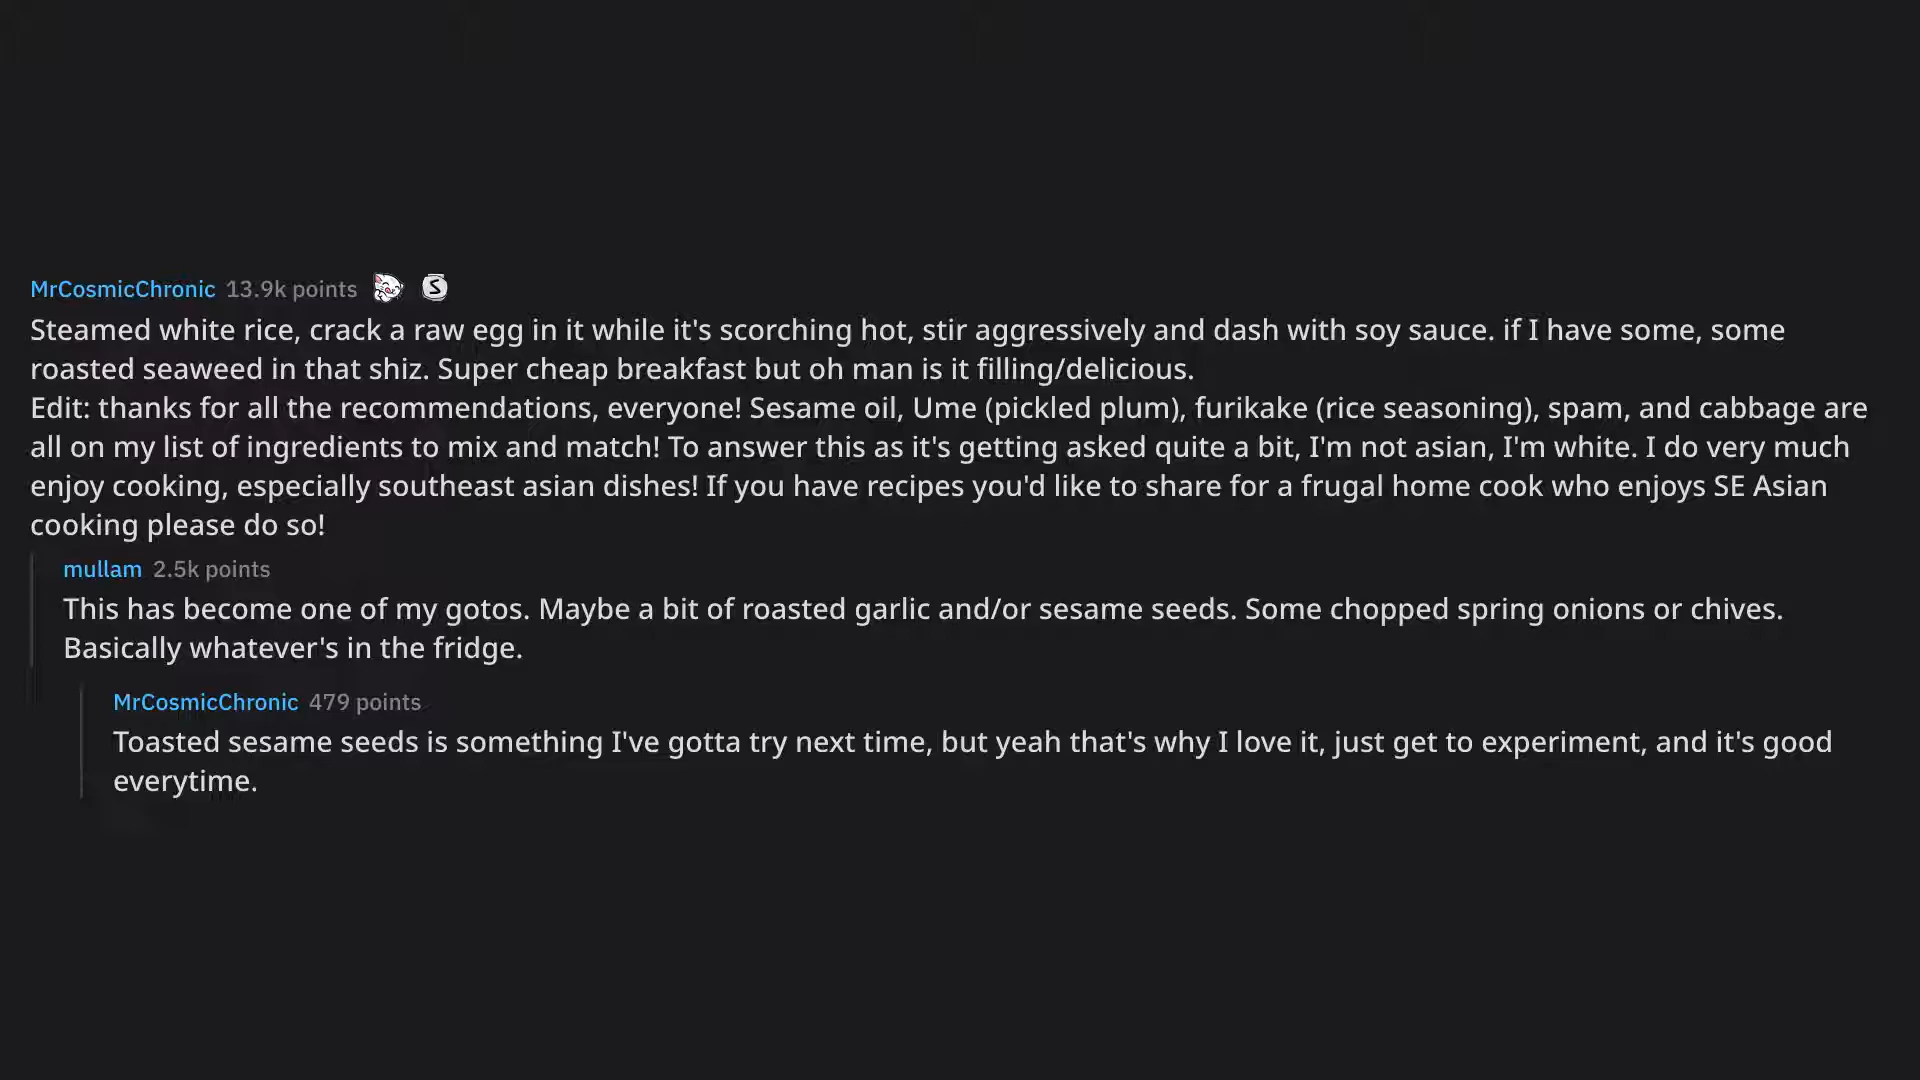 MrCosmicChronic 13.9k points
Steamed white rice, crack a raw egg in it while it's scorching hot, stir aggressively and dash with soy sauce. if I have some, some
roasted seaweed in that shiz. Super cheap breakfast but oh man is it filling/delicious.
Edit: thanks for all the recommendations, everyone! Sesame oil, Ume (pickled plum), furikake (rice seasoning), spam, and cabbage are
all on my list of ingredients to mix and match! To answer this as it's getting asked quite a bit, I'm not asian, I'm white. I do very much
enjoy cooking, especially southeast asian dishes! If you have recipes you'd like to share for a frugal home cook who enjoys SE Asian
cooking please do so!
mullam 2.5k points
This has become one of my gotos. Maybe a bit of roasted garlic and/or sesame seeds. Some chopped spring onions or chives.
Basically whatever's in the fridge.
MrCosmicChronic 479 points
Toasted sesame seeds is something I've gotta try next time, but yeah that's why I love it, just get to experiment, and it's good
everytime.